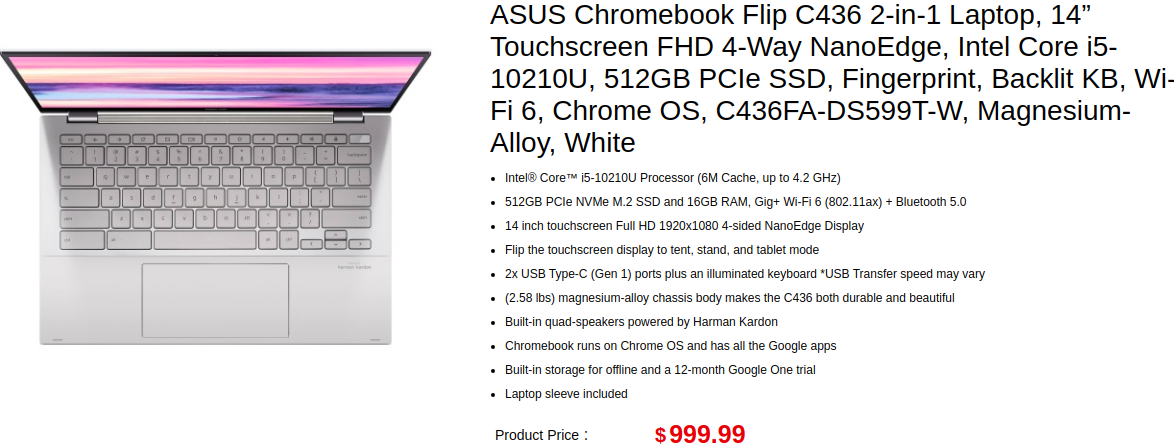 ASUS Chromebook Flip C436 2-in-1 Laptop, 14”
Touchscreen FHD 4-Way NanoEdge, Intel Core i5-
10210U, 512GB PCIe SSD, Fingerprint, Backlit KB, Wi-
Fi 6, Chrome OS, C436FA-DS599T-W, Magnesium-
Alloy, White
• Intel® Core™ i5-10210U Processor (6M Cache, up to 4.2 GHz)
• 512GB PCIe NVMe M.2 SSD and 16GB RAM, Gig+ Wi-Fi 6 (802.11ax) + Bluetooth 5.0
• 14 inch touchscreen Full HD 1920x1080 4-sided NanoEdge Display
• Flip the touchscreen display to tent, stand, and tablet mode
• 2x USB Type-C (Gen 1) ports plus an illuminated keyboard *USB Transfer speed may vary
• (2.58 lbs) magnesium-alloy chassis body makes the C436 both durable and beautiful
• Built-in quad-speakers powered by Harman Kardon
• Chromebook runs on Chrome OS and has all the Google apps
• Built-in storage for offline and a 12-month Google One trial
• Laptop sleeve included
Product Price : $999.99
harman kardon